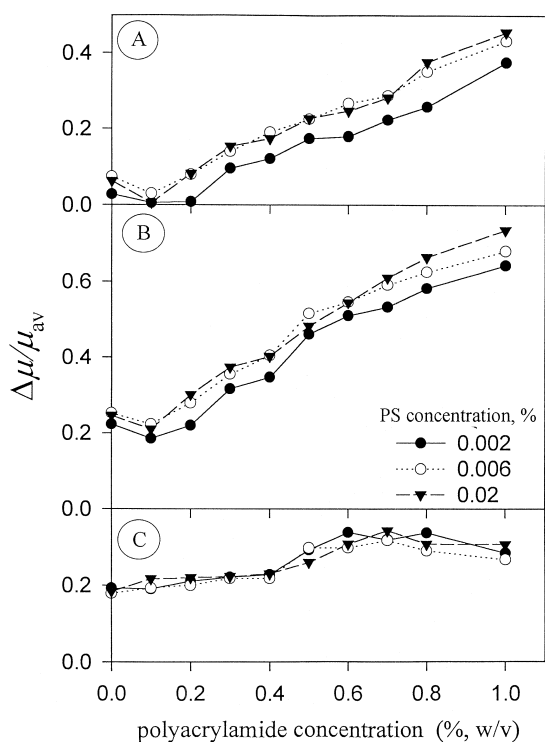 A
0.4
0.2
0.0
B
0.6
0.4
0.2
0.0
Δμ/μav
PS concentration, %
0.002
0.006
0.02
C
0.2
0.0
0.0 0.2 0.4 0.6 0.8 1.0
polyacrylamide concentration (%, w/v)